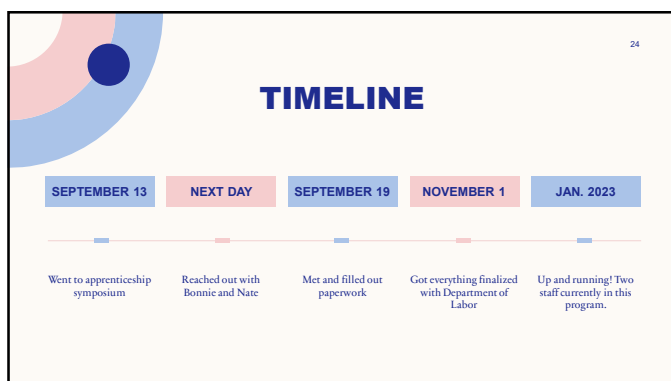 24
TIMELINE
SEPTEMBER 13
NEXT DAY
SEPTEMBER 19
NOVEMBER 1
JAN. 2023
Went to apprenticeship
symposium
Reached out with
Bonnie and Nate
Met and filled out
paperwork
Got everything finalized
with Department of
Labor
Up and running! Two
staff currently in this
program.